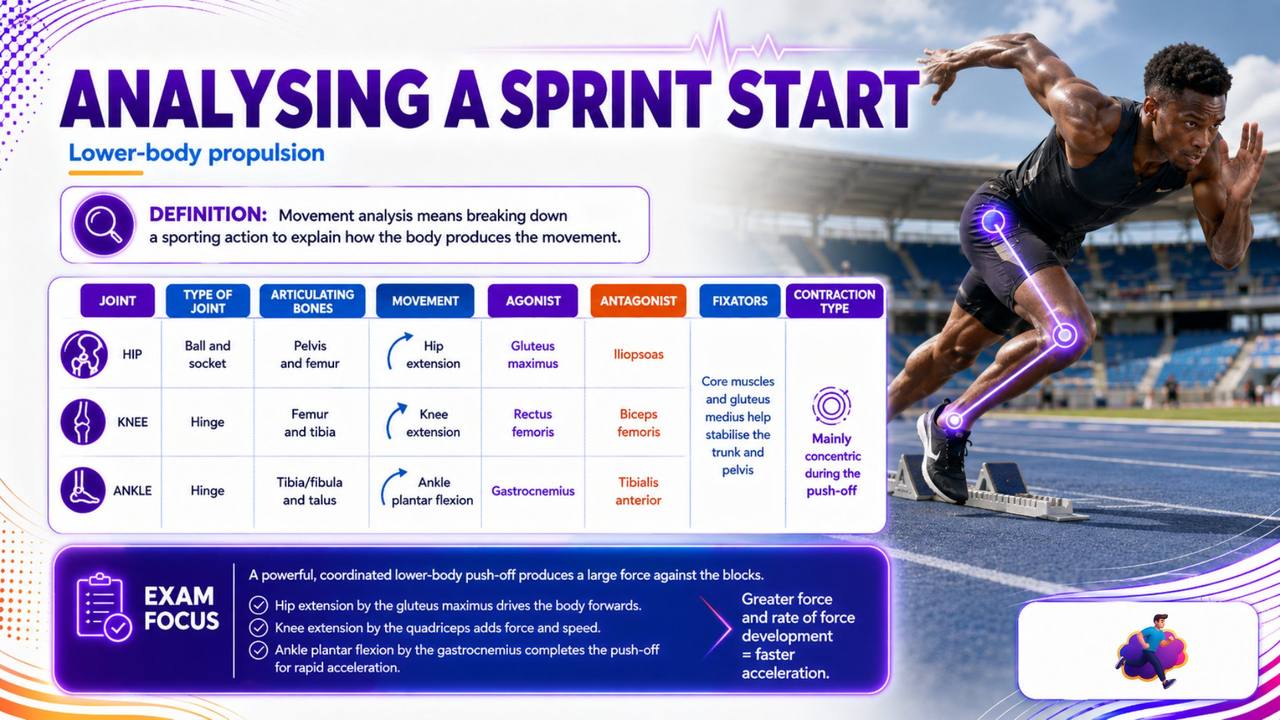 ANALYSING A SPRINT START
Lower-body propulsion
DEFINITION: Movement analysis means breaking down
a sporting action to explain how the body produces the movement.
JOINT
TYPE OF
JOINT
ARTICULATING
BONES
MOVEMENT
AGONIST
ANTAGONIST
FIXATORS
CONTRACTION
TYPE
HIP
Ball and
socket
Pelvis
and femur
Hip
extension
Gluteus
maximus
Iliopsoas
KNEE
Hinge
Femur
and tibia
Knee
extension
Rectus
femoris
Biceps
femoris
ANKLE
Hinge
Tibia/fibula
and talus
Ankle
plantar flexion
Gastrocnemius
Tibialis
anterior
Core muscles
and gluteus
medius help
stabilise the
trunk and
pelvis
Mainly
concentric
during the
push-off
EXAM
FOCUS
A powerful, coordinated lower-body push-off produces a large force against the blocks.
Hip extension by the gluteus maximus drives the body forwards.
Knee extension by the quadriceps adds force and speed.
Ankle plantar flexion by the gastrocnemius completes the push-off
for rapid acceleration.
Greater force
and rate of force
development
= faster
acceleration.